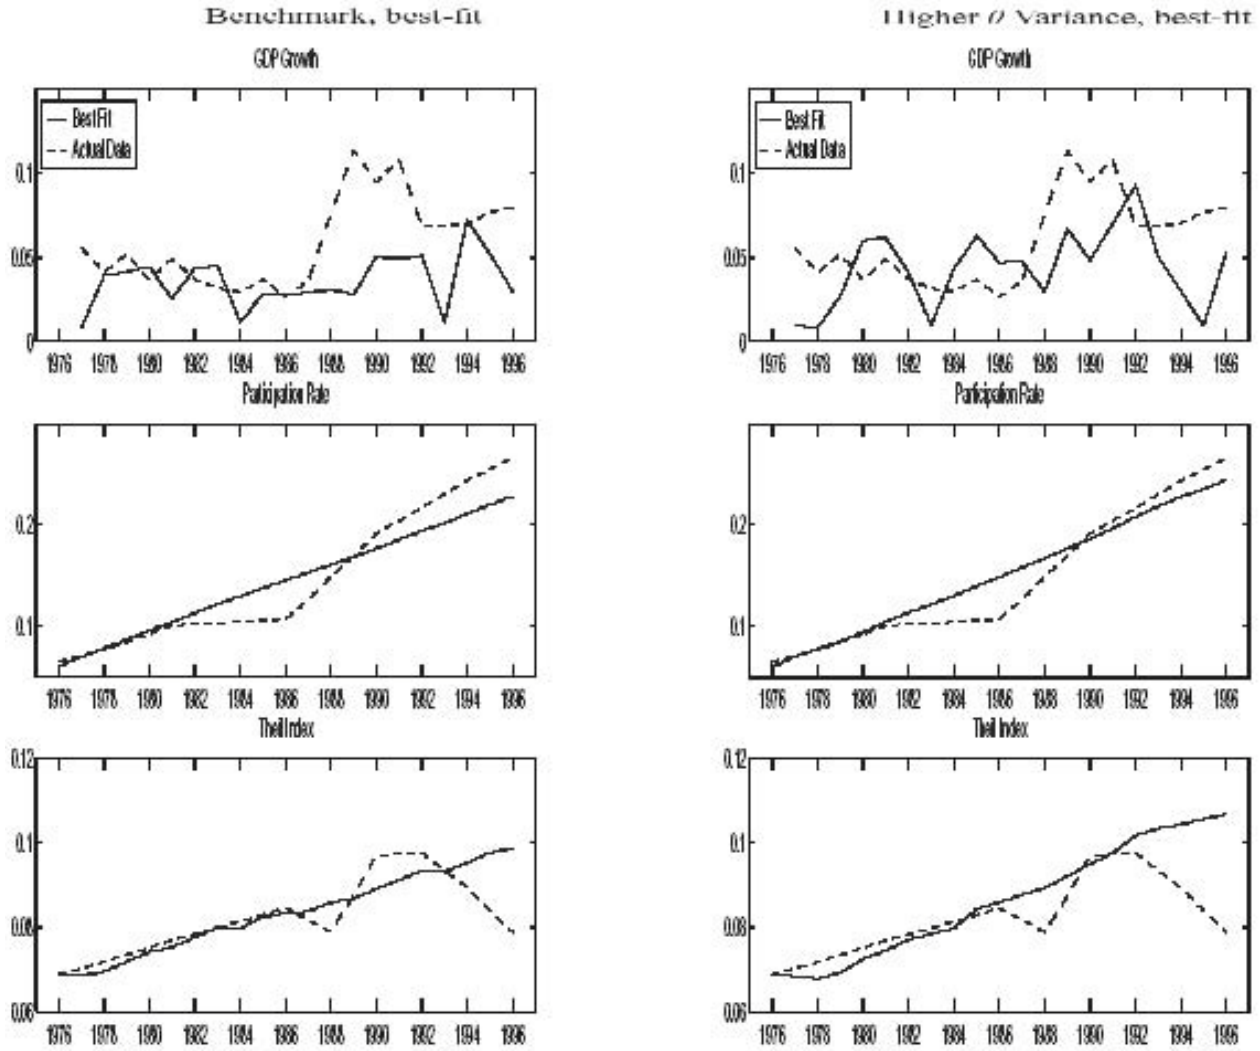 Benchmark, best-fit
Higher θ Variance, best-fit
GDP Growth
Best Fit
Actual Data
0.1
0.05
0
1976 1978 1980 1982 1984 1986 1988 1990 1992 1994 1996
Participation Rate
0.2
0.1
1976 1978 1980 1982 1984 1986 1988 1990 1992 1994 1996
Theil Index
0.12
0.1
0.08
0.06
1976 1978 1980 1982 1984 1986 1988 1990 1992 1994 1996
GDP Growth
Best Fit
Actual Data
0.1
0.05
0
1976 1978 1980 1982 1984 1986 1988 1990 1992 1994 1996
Participation Rate
0.2
0.1
1976 1978 1980 1982 1984 1986 1988 1990 1992 1994 1996
Theil Index
0.12
0.1
0.08
0.06
1976 1978 1980 1982 1984 1986 1988 1990 1992 1994 1996